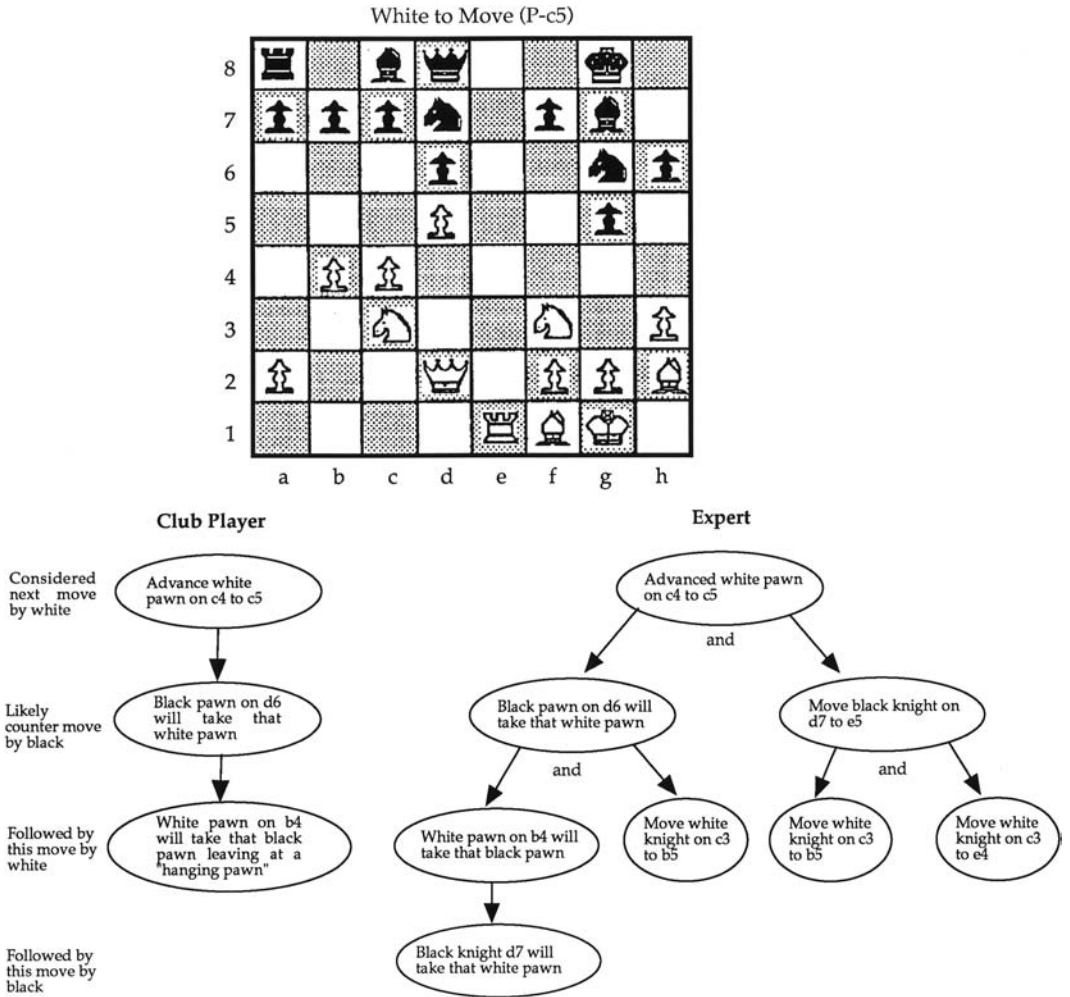 White to Move (P-c5)
8
7
6
5
4
3
2
1
a b c d e f g h
Club Player
Expert
Considered
next move
by white
Advance white
pawn on c4 to c5
Advanced white pawn
on c4 to c5
and
Likely
counter move
by black
Black pawn on d6
will take that
white pawn
Black pawn on d6 will
take that white pawn
Move black knight on
d7 to e5
and
and
Followed by
this move by
white
White pawn on b4
will take that black
pawn leaving at a
"hanging pawn"
White pawn on b4 will
take that black pawn
Move white
knight on c3
to b5
Move white
knight on c3 to
b5
Move white
knight on c3
to e4
Followed by
this move by
black
Black knight d7 will
take that white pawn